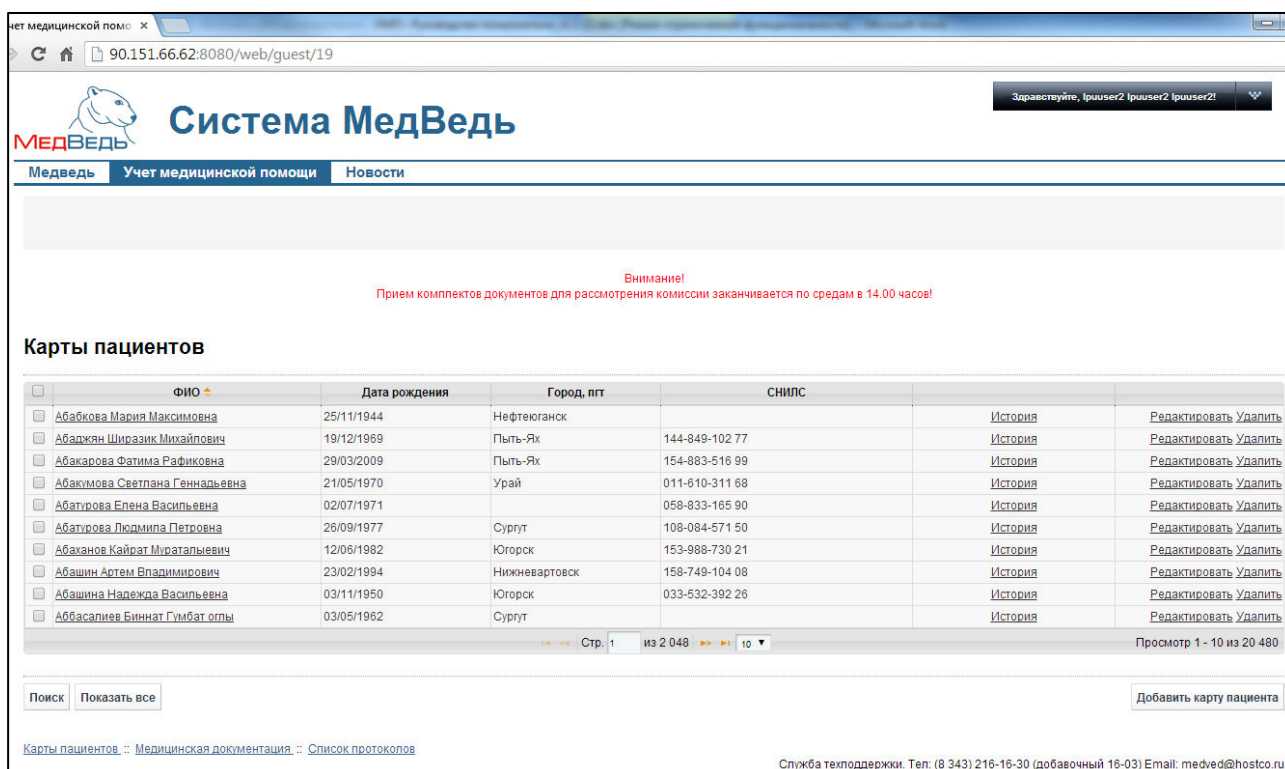 чет медицинской помо
90.151.66.62:8080/web/guest/19
Здравствуйте, lpuuser2 lpuuser2 lpuuser2!
МЕДВЕДЬ
Система МедВедь
Медведь Учет медицинской помощи Новости
Внимание!
Прием комплектов документов для рассмотрения комиссии заканчивается по средам в 14.00 часов!
Карты пациентов
ФИО Дата рождения Город, пгт СНИЛС
Абабкова Мария Максимовна 25/11/1944 Нефтеюганск История Редактировать Удалить
Абаджян Ширазик Михайлович 19/12/1969 Пыть-Ях 144-849-102 77 История Редактировать Удалить
Абакарова Фатима Рафиковна 29/03/2009 Пыть-Ях 154-883-516 99 История Редактировать Удалить
Абакумова Светлана Геннадьевна 21/05/1970 Урай 011-610-311 68 История Редактировать Удалить
Абатурова Елена Васильевна 02/07/1971 058-833-165 90 История Редактировать Удалить
Абатурова Людмила Петровна 26/09/1977 Сургут 108-084-571 50 История Редактировать Удалить
Абаханов Кайрат Мураталыевич 12/06/1982 Югорск 153-988-730 21 История Редактировать Удалить
Абашин Артем Владимирович 23/02/1994 Нижневартовск 158-749-104 08 История Редактировать Удалить
Абашина Надежда Васильевна 03/11/1950 Югорск 033-532-392 26 История Редактировать Удалить
Аббасалиев Биннат Гумбат оглы 03/05/1962 Сургут История Редактировать Удалить
Стр. 1 из 2 048 10 Просмотр 1 - 10 из 20 480
Поиск Показать все Добавить карту пациента
Карты пациентов :: Медицинская документация :: Список протоколов
Служба техподдержки. Тел: (8 343) 216-16-30 (добавочный 16-03) Email: medved@hostco.ru